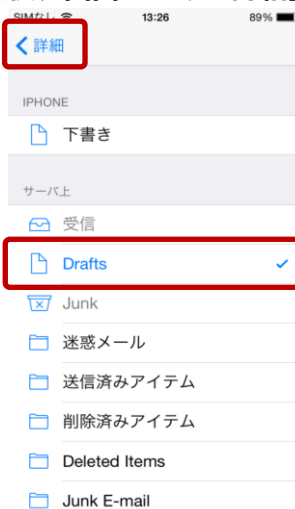 SIMなし 13:26 89%
詳細
IPHONE
下書き
サーバ上
受信
Drafts
Junk
迷惑メール
送信済みアイテム
削除済みアイテム
Deleted Items
Junk E-mail